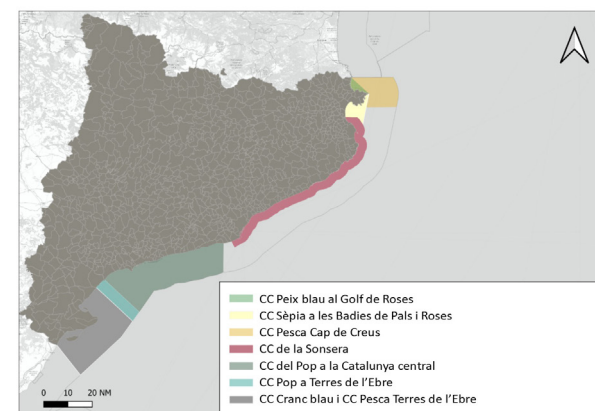 CC Peix blau al Golf de Roses
CC Sèpia a les Badies de Pals i Roses
CC Pesca Cap de Creus
CC de la Sonsera
CC del Pop a la Catalunya central
CC Pop a Terres de l'Ebre
CC Cranc blau i CC Pesca Terres de l'Ebre
0 10 20 NM